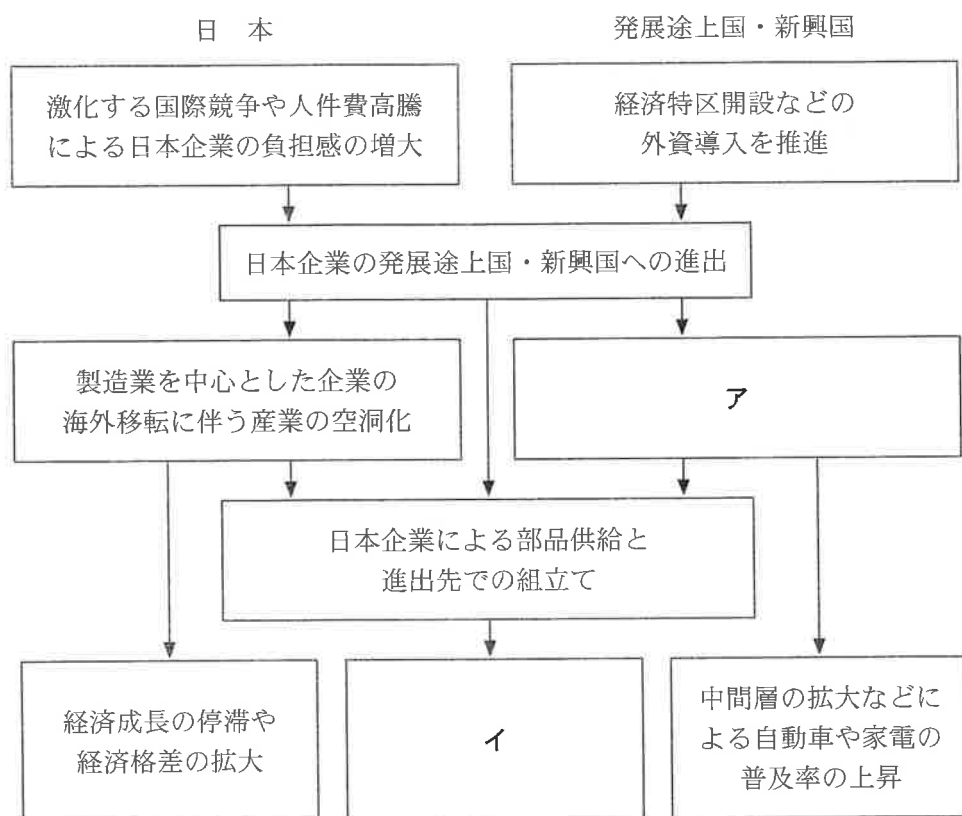 日 本
発展途上国・新興国
激化する国際競争や人件費高騰
による日本企業の負担感の増大
経済特区開設などの
外資導入を推進
日本企業の発展途上国・新興国への進出
製造業を中心とした企業の
海外移転に伴う産業の空洞化
ア
日本企業による部品供給と
進出先での組立て
経済成長の停滞や
経済格差の拡大
イ
中間層の拡大などに
よる自動車や家電の
普及率の上昇